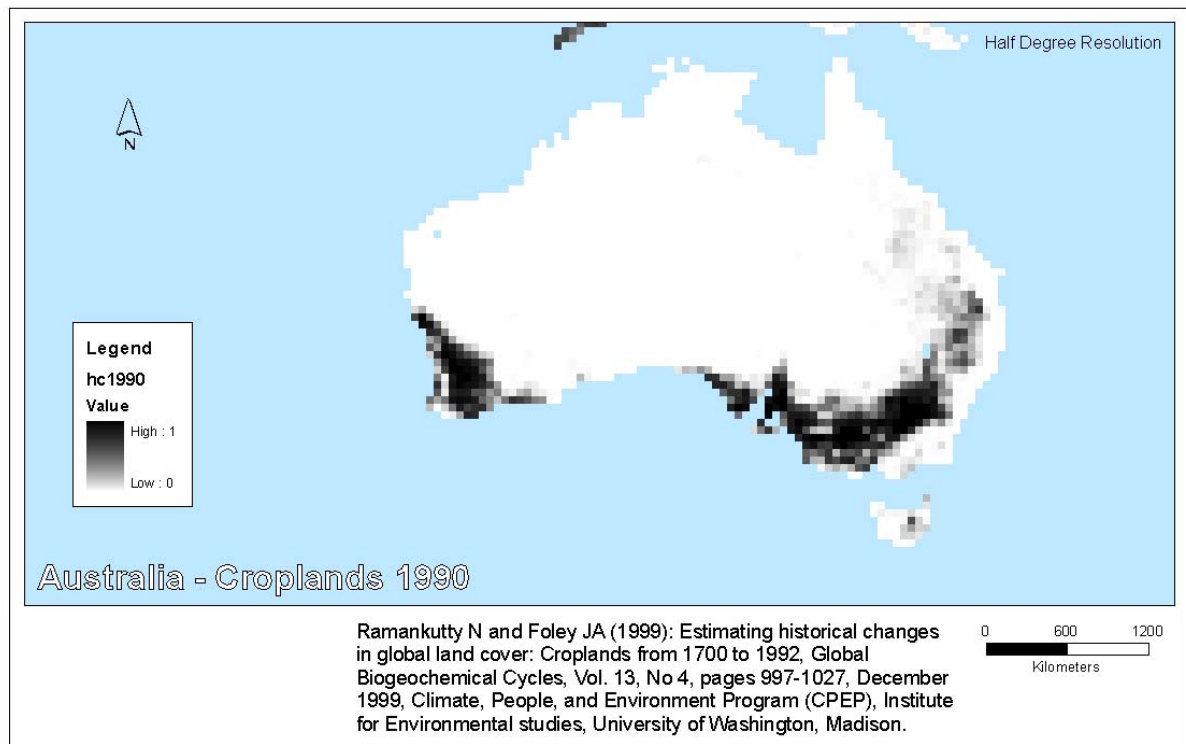 Half Degree Resolution
N
Legend
hc1990
Value
High : 1
Low : 0
Australia - Croplands 1990
Ramankutty N and Foley JA (1999): Estimating historical changes
in global land cover: Croplands from 1700 to 1992, Global
Biogeochemical Cycles, Vol. 13, No 4, pages 997-1027, December
1999, Climate, People, and Environment Program (CPEP), Institute
for Environmental studies, University of Washington, Madison.
0 600 1200
Kilometers